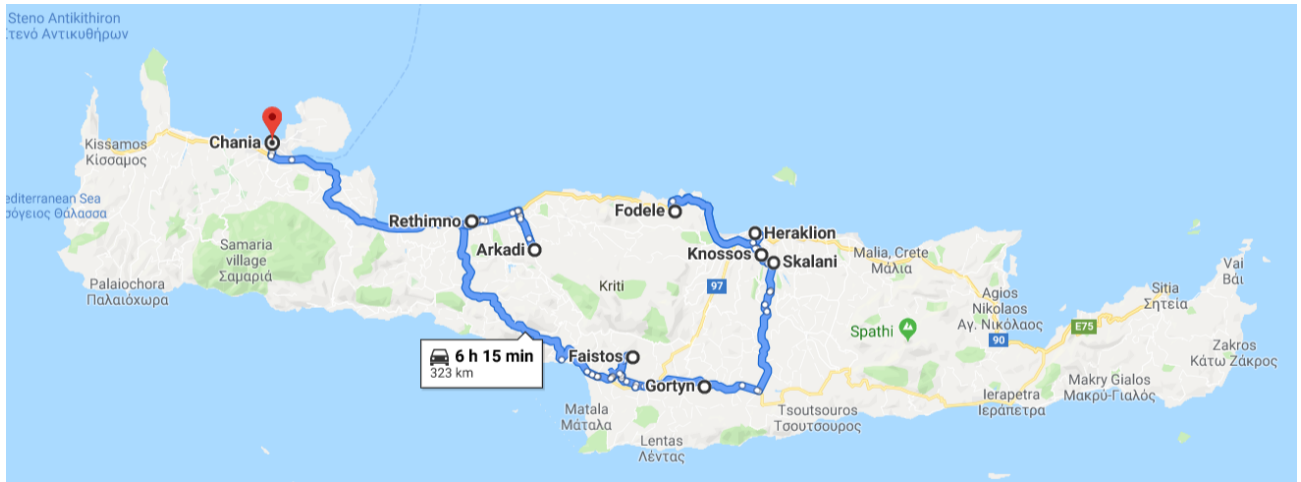 Steno Antikithiron
τενό Αντικυθήρων
Chania
Kissamos
Κίσσαμος
editerranean Sea
σόγειος Θάλασσα
Rethimno
Fodele
Heraklion
Arkadi
Knossos
Skalani
Malia, Crete
Μάλια
Samaria
village
Σαμαριά
Vai
Βάι
Palaiochora
Παλαιόχωρα
Kriti
97
Sitia
Σητεία
Agios
Nikolaos
Αγ. Νικόλαος
E75
Spathi
90
Zakros
Κάτω Ζάκρος
6 h 15 min
323 km
Faistos
Gortyn
Makry Gialos
Μακρύ-Γιαλός
Ierapetra
Ιεράπετρα
Matala
Μάταλα
Tsoutsouros
Τσουτσουρος
Lentas
Λέντας